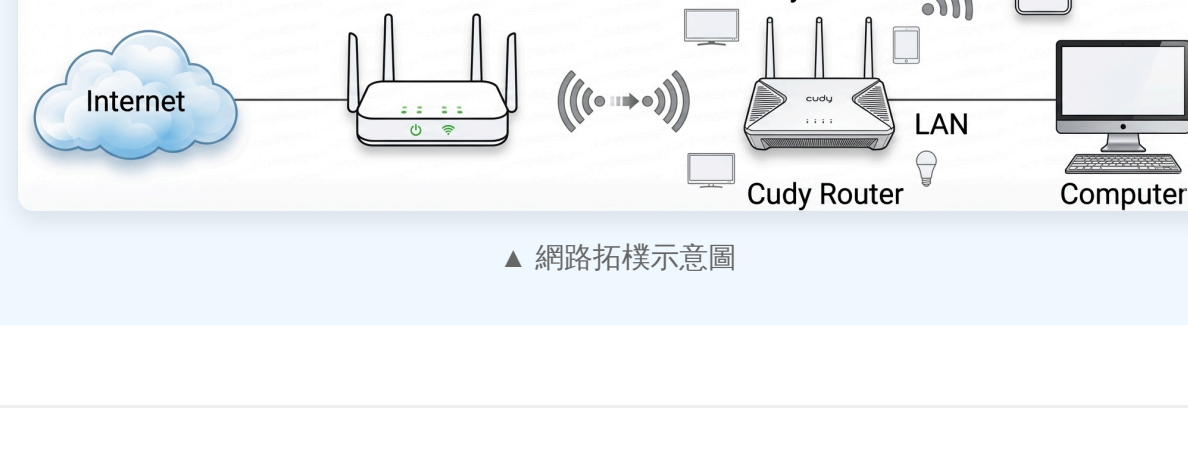 Internet
cudy
LAN
Cudy Router
Computer
▲ 網路拓樸示意圖